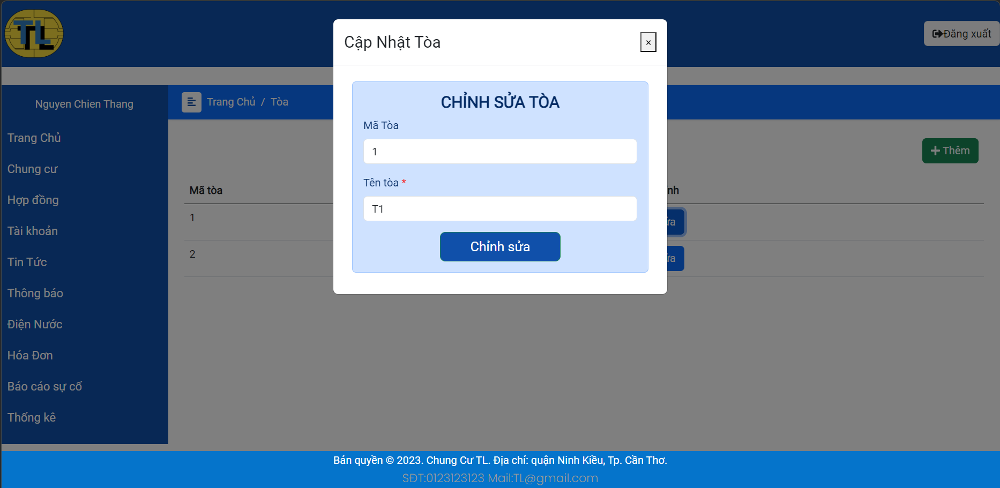 TL
Cập Nhật Tòa
×
Đăng xuất
Nguyen Chien Thang
Trang Chủ / Tòa
CHỈNH SỬA TÒA
Mã Tòa
1
Tên tòa *
T1
Chỉnh sửa
Trang Chủ
Chung cư
Hợp đồng
Tài khoản
Tin Tức
Thông báo
Điện Nước
Hóa Đơn
Báo cáo sự cố
Thống kê
Thêm
Mã tòa
1
2
Bản quyền © 2023. Chung Cư TL. Địa chỉ: quận Ninh Kiều, Tp. Cần Thơ.
SĐT:0123123123 Mail:TL@gmail.com